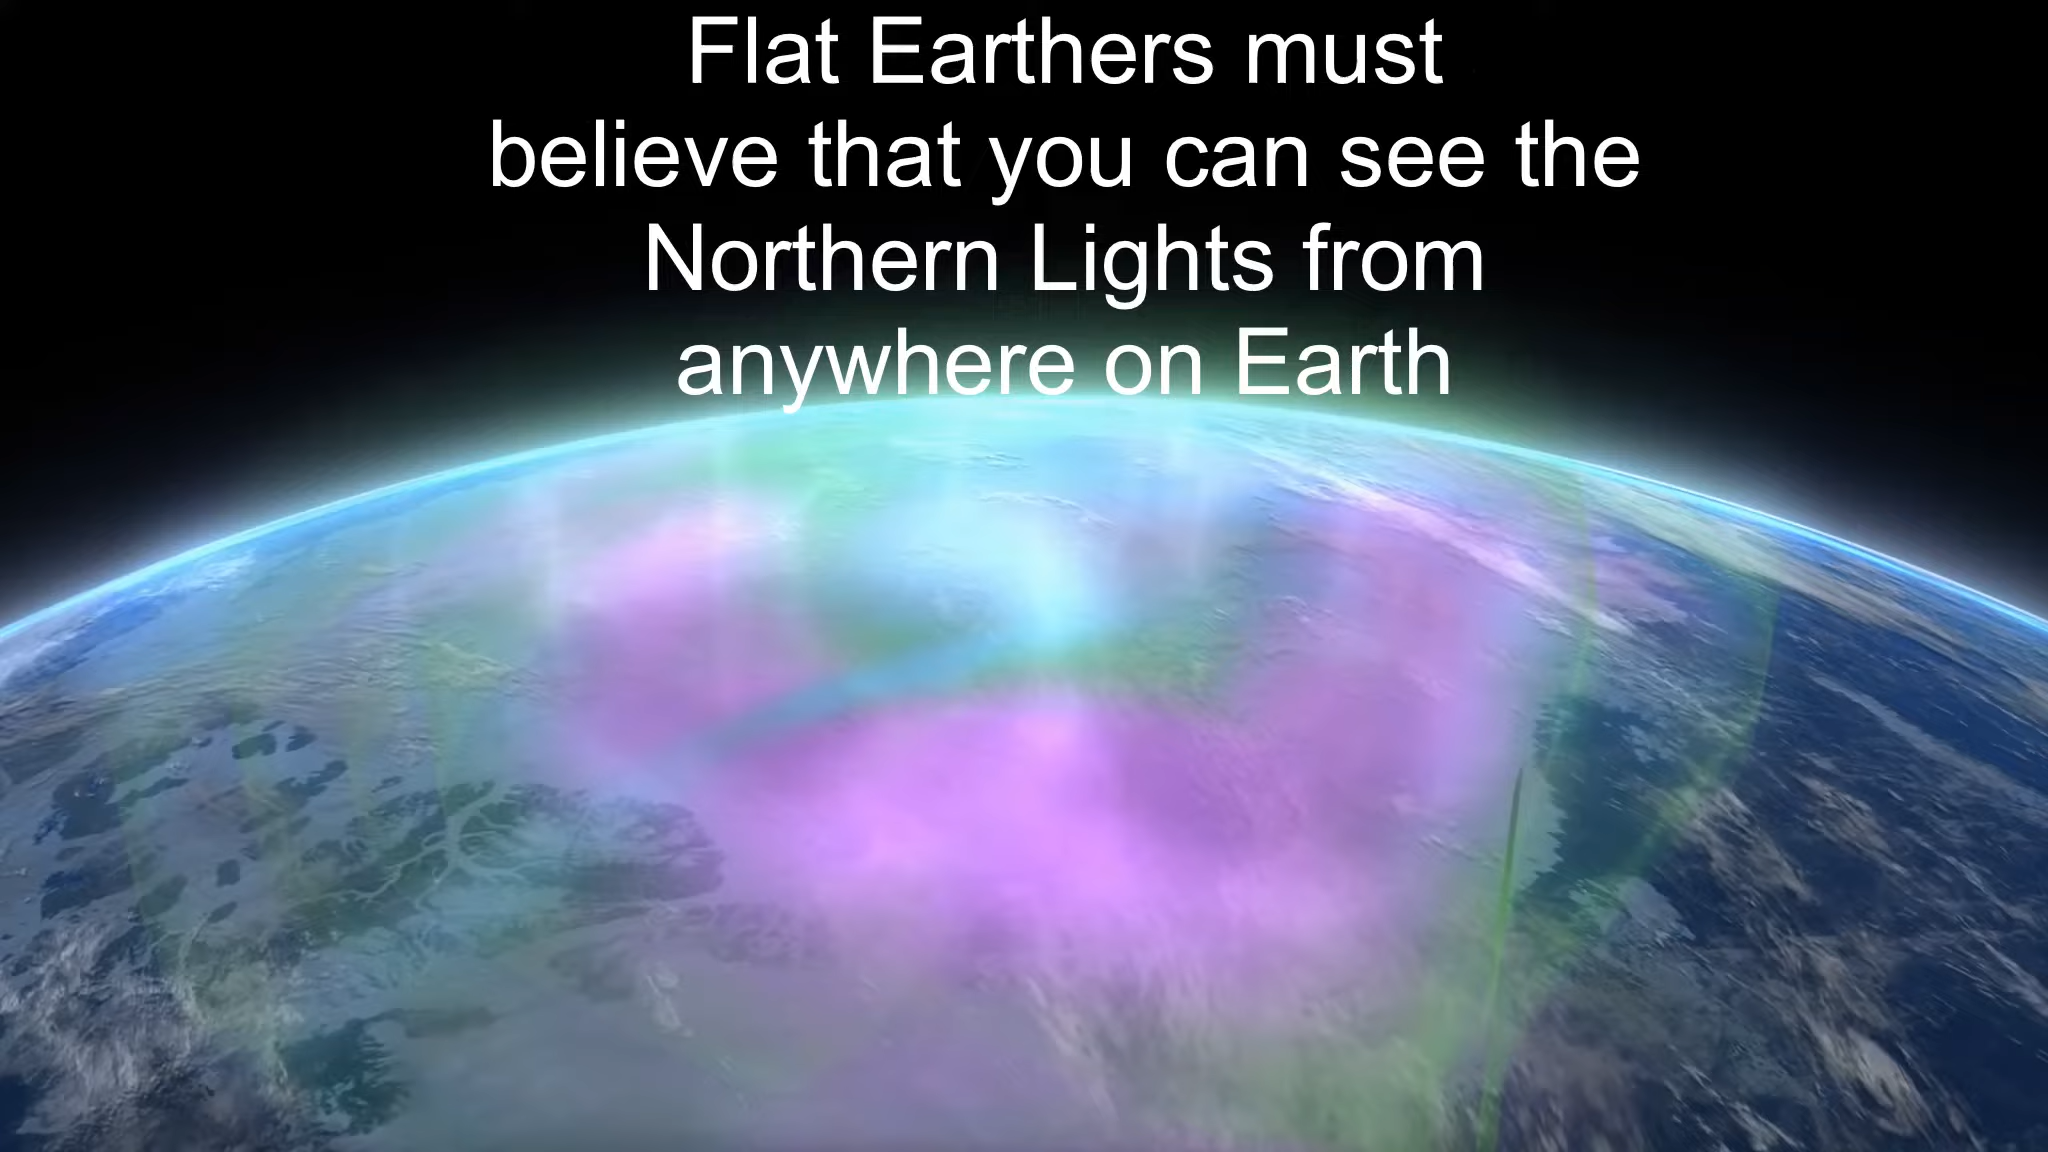 Flat Earthers must
believe that you can see the
Northern Lights from
anywhere on Earth